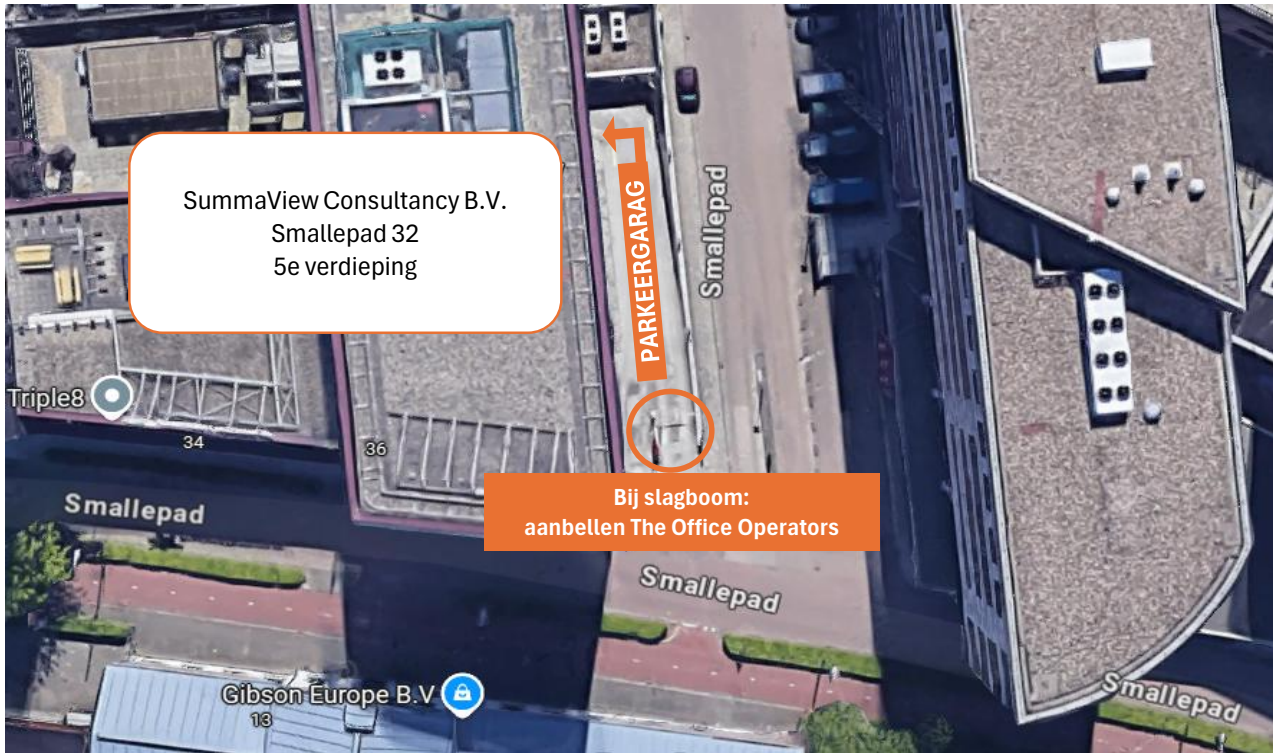 SummaView Consultancy B.V.
Smallepad 32
5e verdieping
PARKEERGARAG
Smallepad
Triple8
34
36
Smallepad
Bij slagboom:
aanbellen The Office Operators
Smallepad
Gibson Europe B.V
13
Smallepad